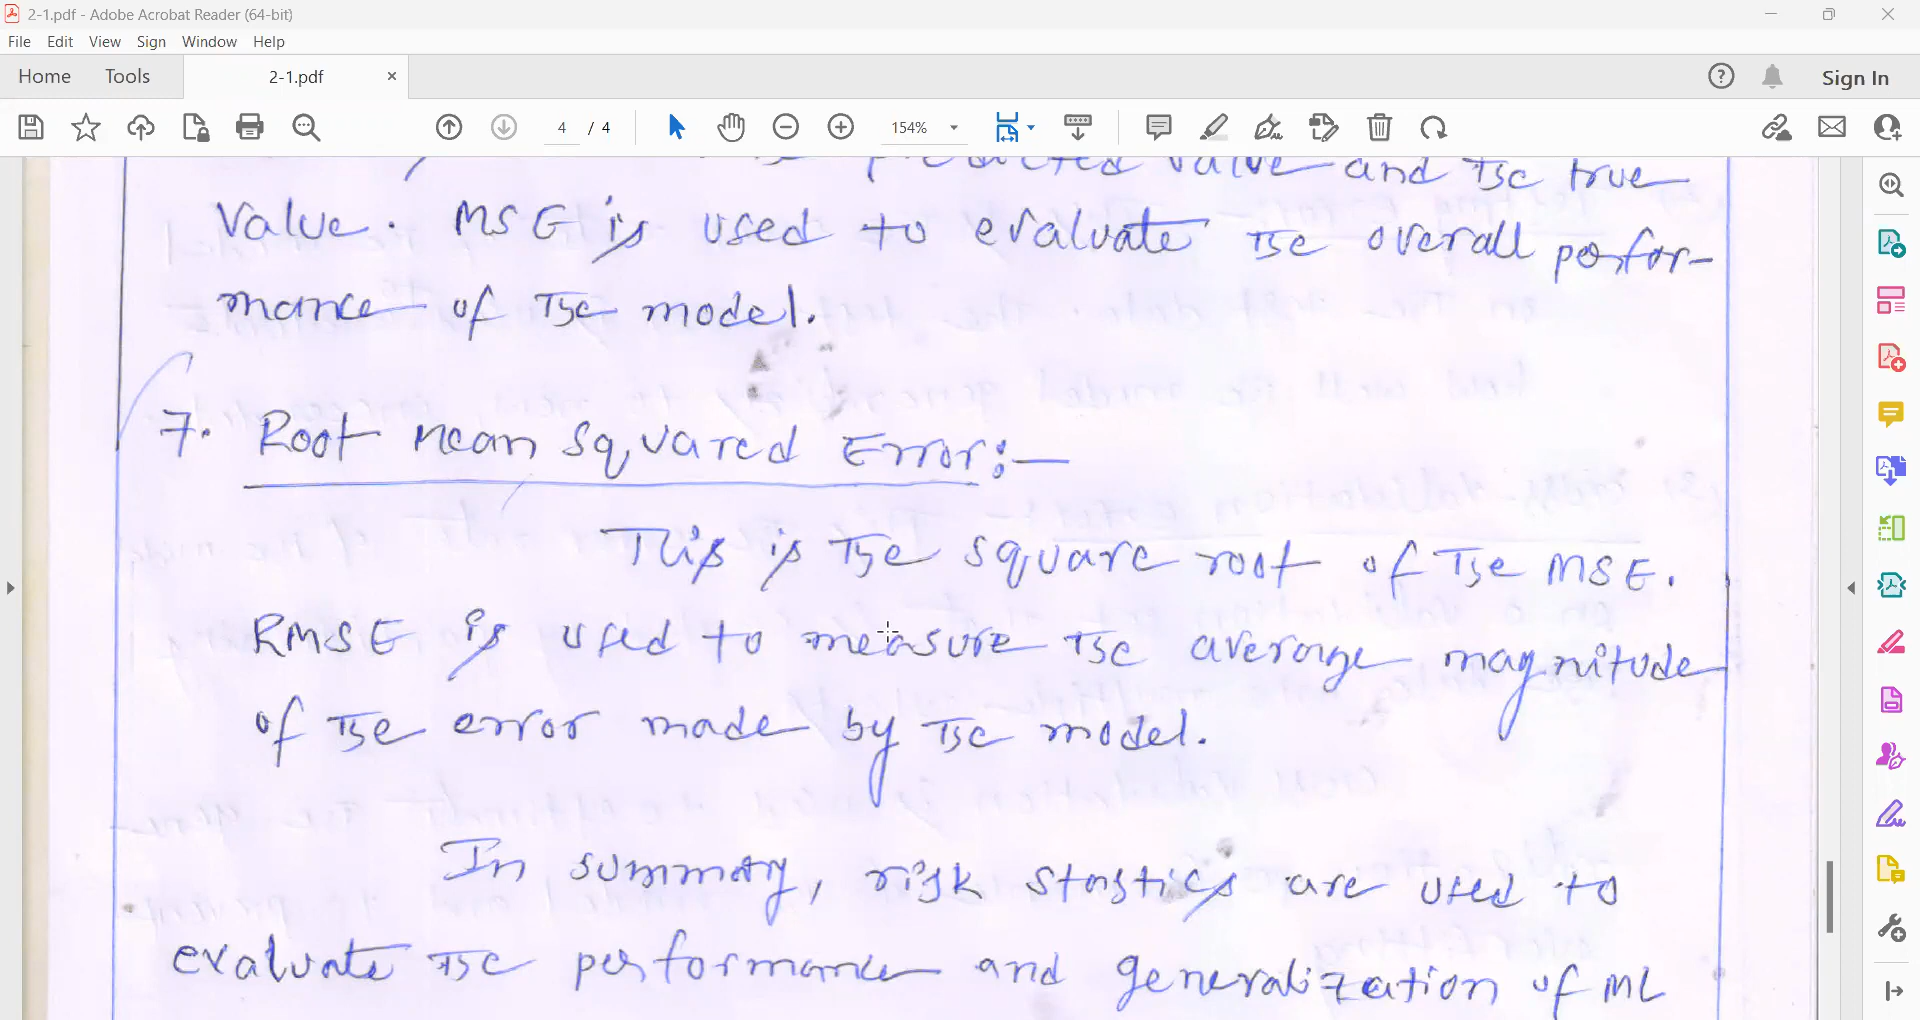 2-1.pdf - Adobe Acrobat Reader (64-bit)
File Edit View Sign Window Help
Home Tools 2-1.pdf × Sign In
4 / 4 154%
predicted value and the true
Value. MSE is used to evaluate the overall perfor-
mance of the model.
7. Root mean squared Error:-
This is the square root of the MSE.
RMSE is used to measure the average magnitude
of the error made by the model.
In summary, risk stastics are used to
evaluate the performance and generalization of ML